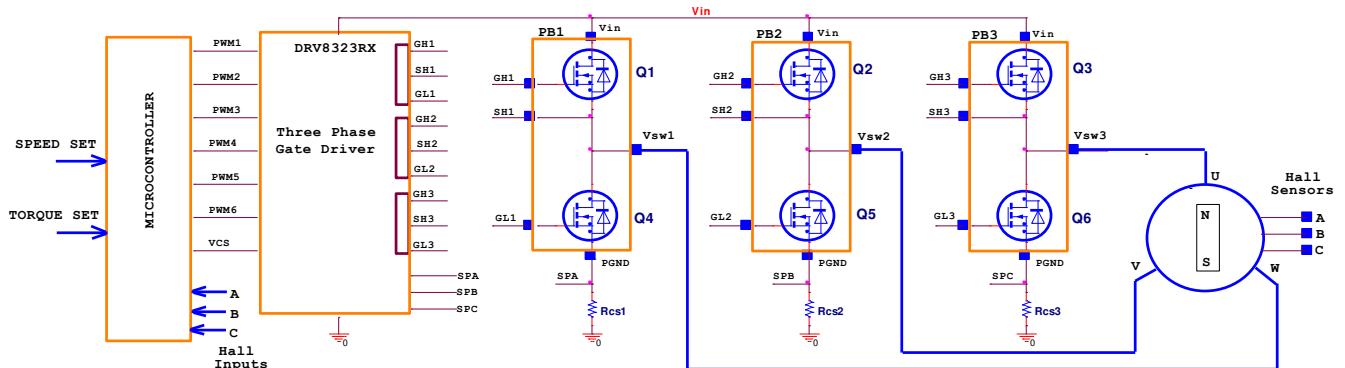 Vin
MICROCONTROLLER
SPEED SET
TORQUE SET
PWM1
PWM2
PWM3
PWM4
PWM5
PWM6
VCS
A
B
C
Hall
Inputs
DRV8323RX
Three Phase
Gate Driver
GH1
SH1
GL1
GH2
SH2
GL2
GH3
SH3
GL3
SPA
SPB
SPC
0
PB1
Vin
Q1
GH1
SH1
Vsw1
Q4
GL1
PGND
SPA
Rcs1
0
PB2
Vin
Q2
GH2
SH2
Vsw2
Q5
GL2
PGND
SPB
Rcs2
0
PB3
Vin
Q3
GH3
SH3
Vsw3
Q6
GL3
PGND
SPC
Rcs3
0
U
V
W
N
S
Hall
Sensors
A
B
C